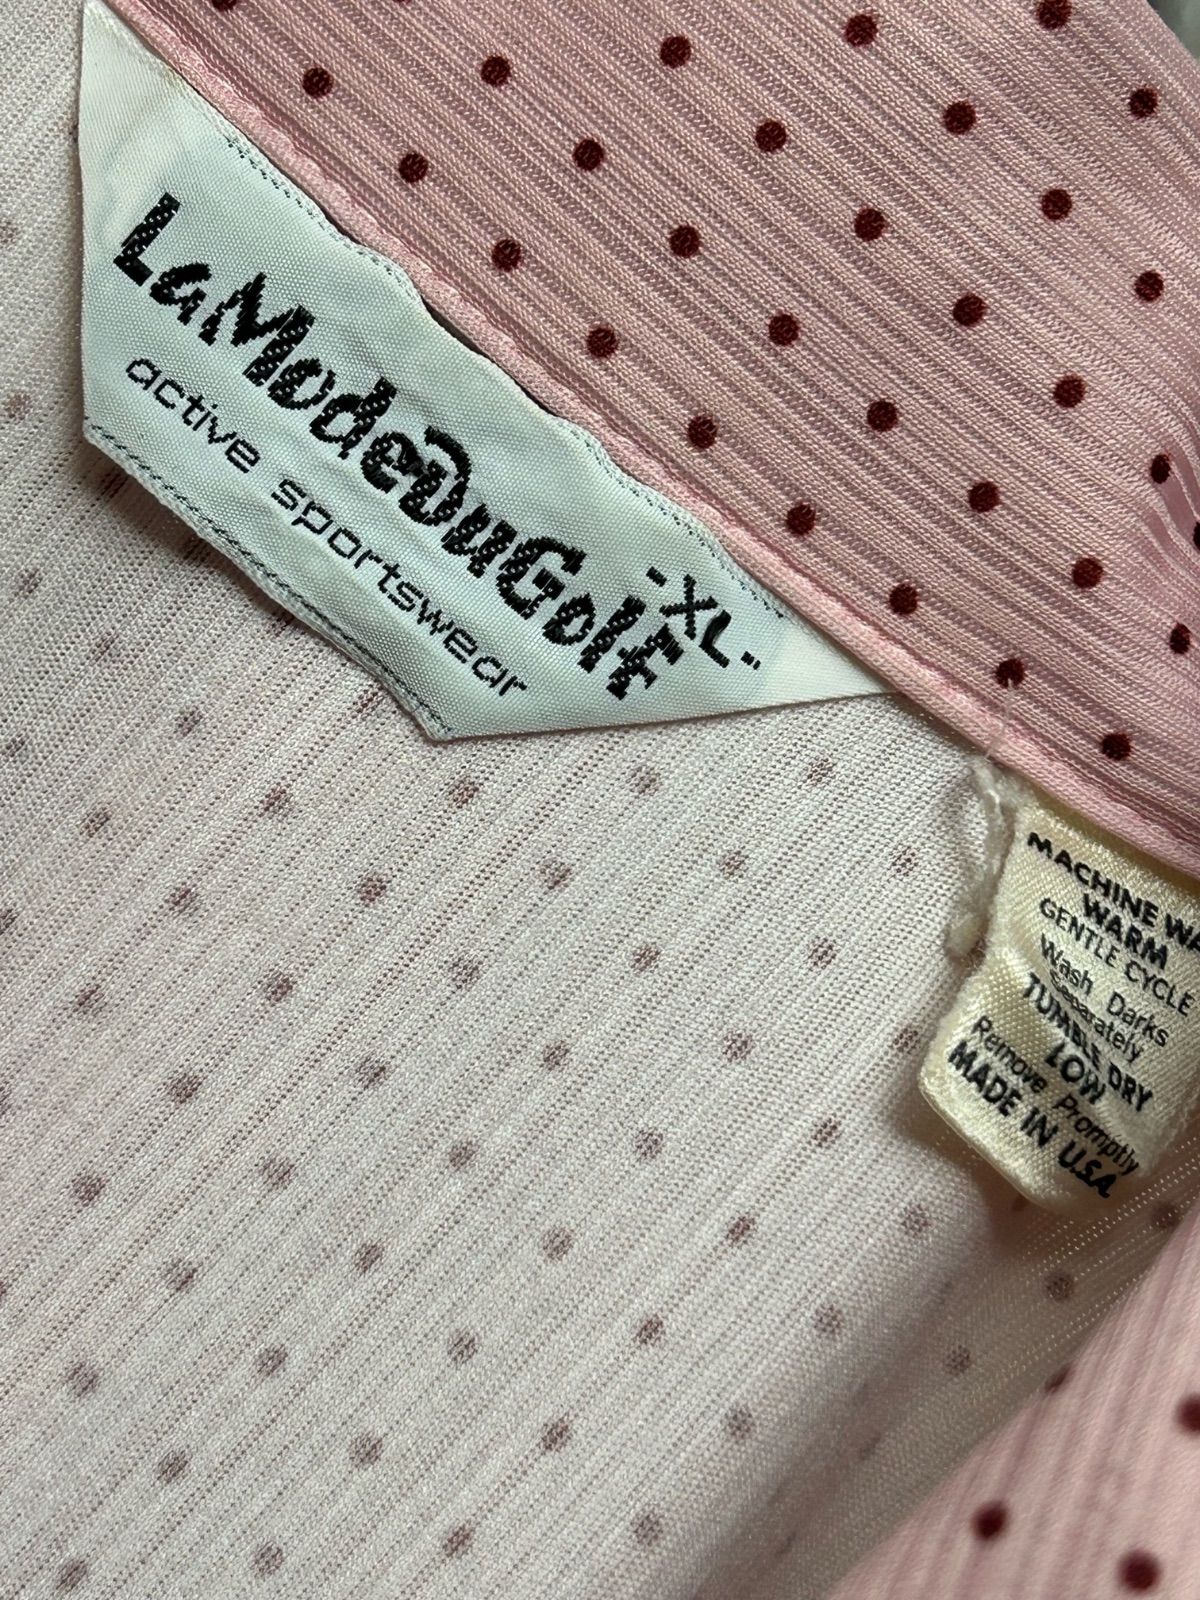 LaModeDuGolf
active sportswear
-XL-
MACHINE WA
WARM
GENTLE CYCLE
Wash Darks
Separately
TUMBLE DRY
LOW
Remove Promptly
MADE IN U.S.A.